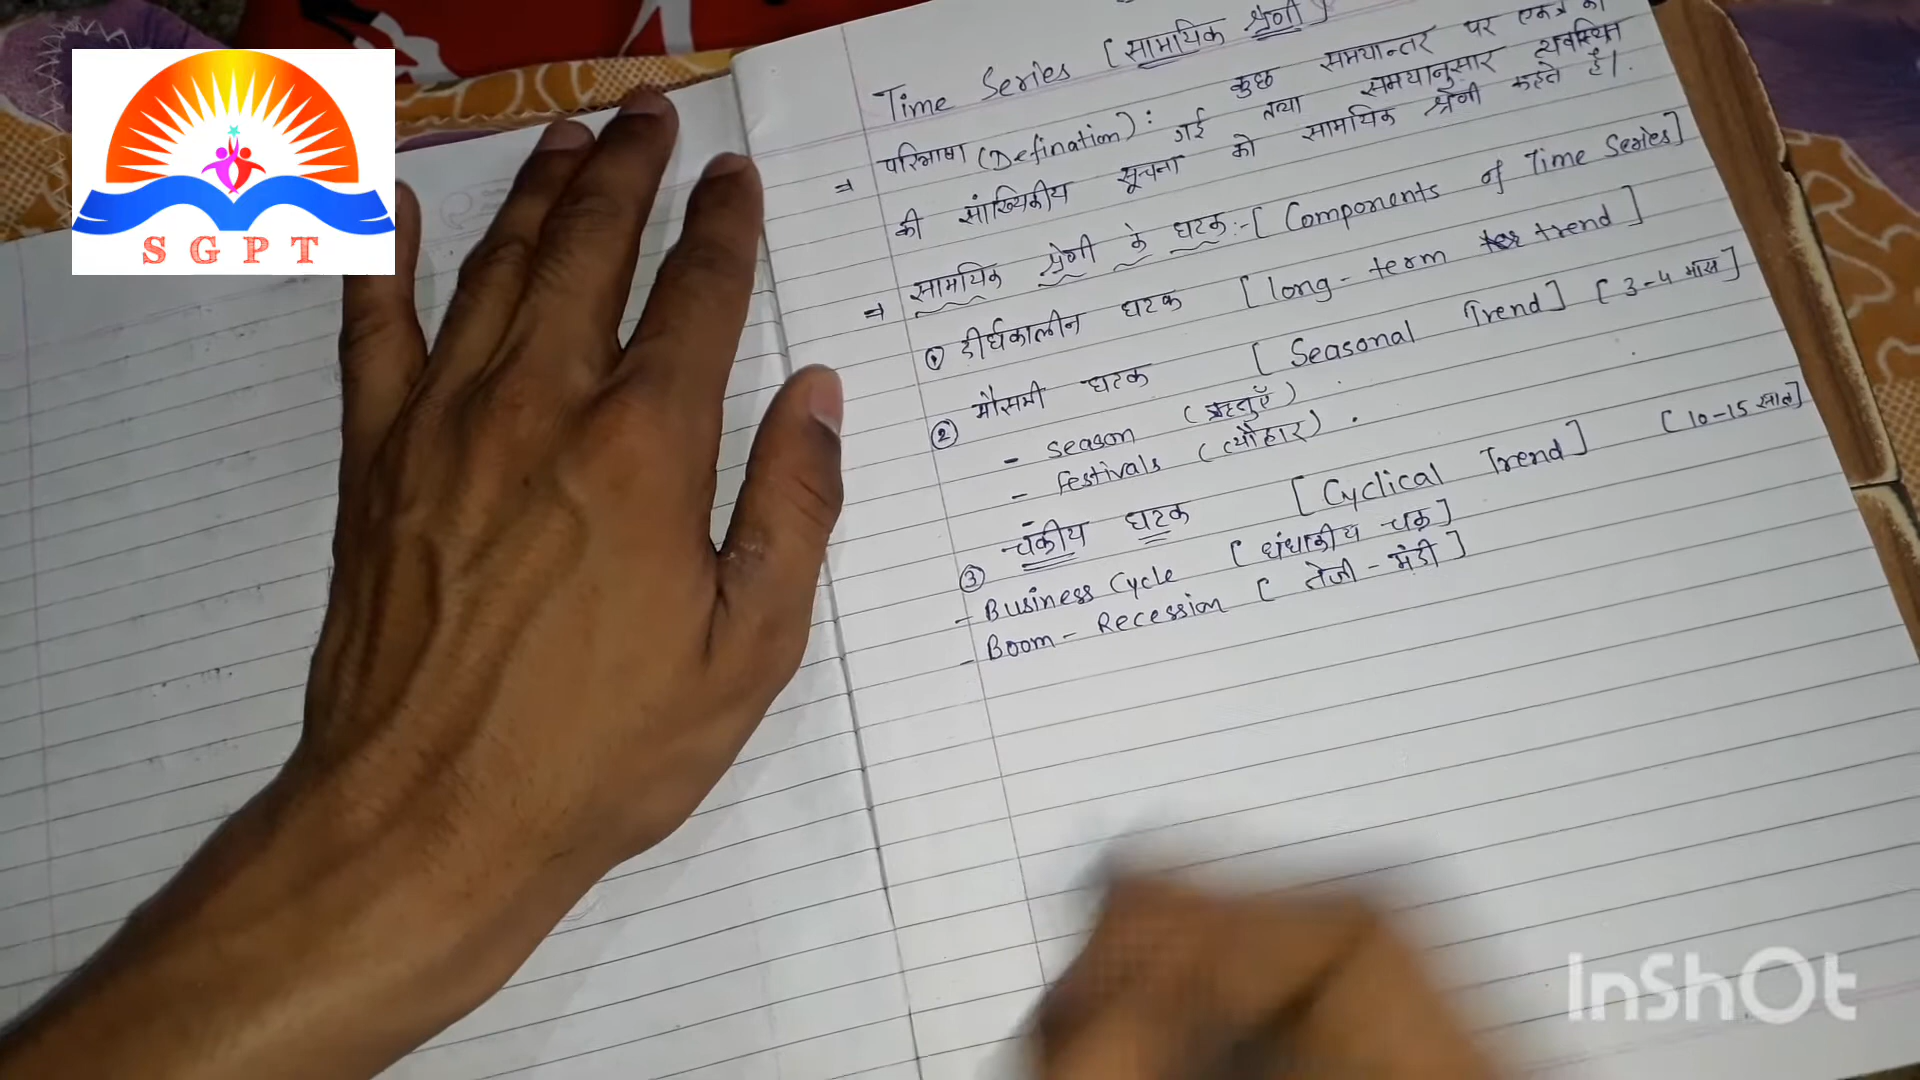 SGPT
Time Series [सामयिक श्रेणी]
⇒ परिभाषा (Defination): कुछ समयान्तर पर एकत्र की
गई तथा समयानुसार व्यवस्थित
की सांख्यिकीय सूचना को सामयिक श्रेणी कहते हैं।.
⇒ सामयिक श्रेणी के घटक:-[Components of Time Series]
① दीर्घकालीन घटक [long-term trend]
② मौसमी घटक [Seasonal Trend] [3-4 मास]
- Season (ऋतुएँ)
- festivals (त्यौहार).
③ चंकीय घटक [Cyclical Trend] [10-15 साल]
- Business Cycle [धंधाकीय चक्र]
- Boom-Recession [तेजी-मंदी]
InShOt